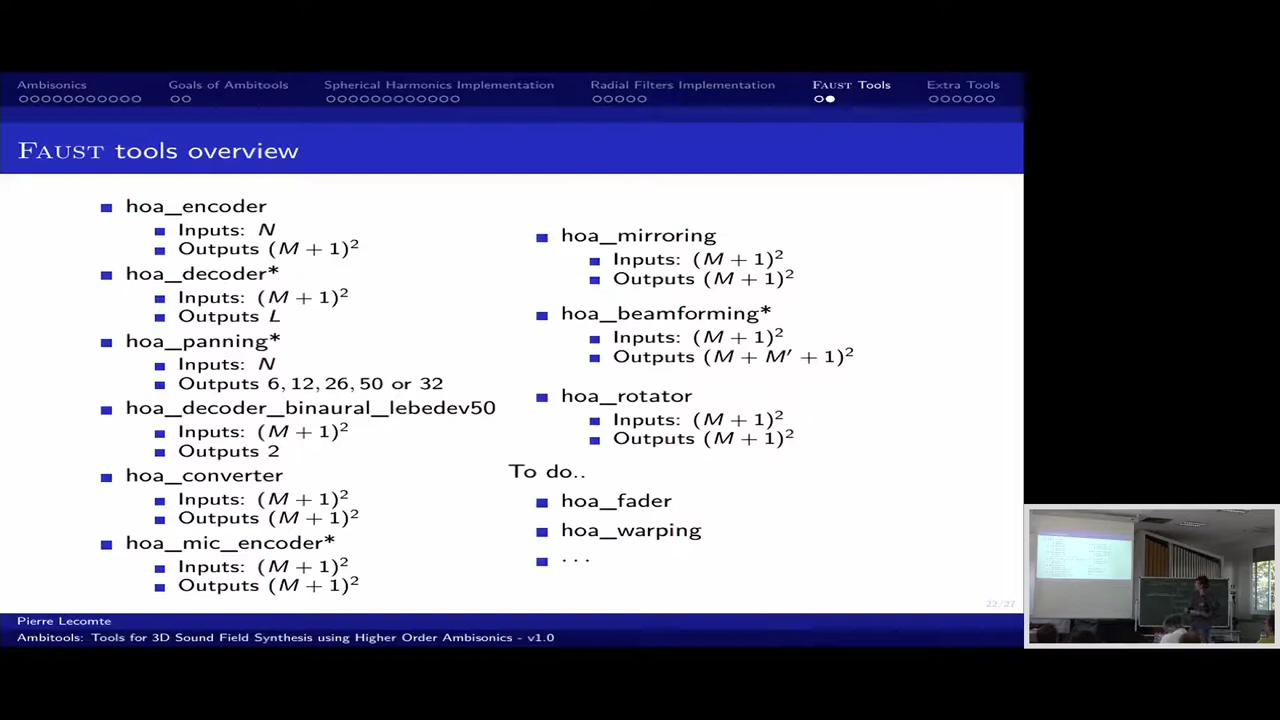 Ambisonics
Goals of Ambitools
Spherical Harmonics Implementation
Radial Filters Implementation
FAUST Tools
Extra Tools
FAUST tools overview
hoa_encoder
Inputs: N
Outputs (M + 1)²
hoa_decoder*
Inputs: (M + 1)²
Outputs L
hoa_panning*
Inputs: N
Outputs 6, 12, 26, 50 or 32
hoa_decoder_binaural_lebedev50
Inputs: (M + 1)²
Outputs 2
hoa_converter
Inputs: (M + 1)²
Outputs (M + 1)²
hoa_mic_encoder*
Inputs: (M + 1)²
Outputs (M + 1)²
hoa_mirroring
Inputs: (M + 1)²
Outputs (M + 1)²
hoa_beamforming*
Inputs: (M + 1)²
Outputs (M + M′ + 1)²
hoa_rotator
Inputs: (M + 1)²
Outputs (M + 1)²
To do..
hoa_fader
hoa_warping
...
22/27
Pierre Lecomte
Ambitools: Tools for 3D Sound Field Synthesis using Higher Order Ambisonics - v1.0